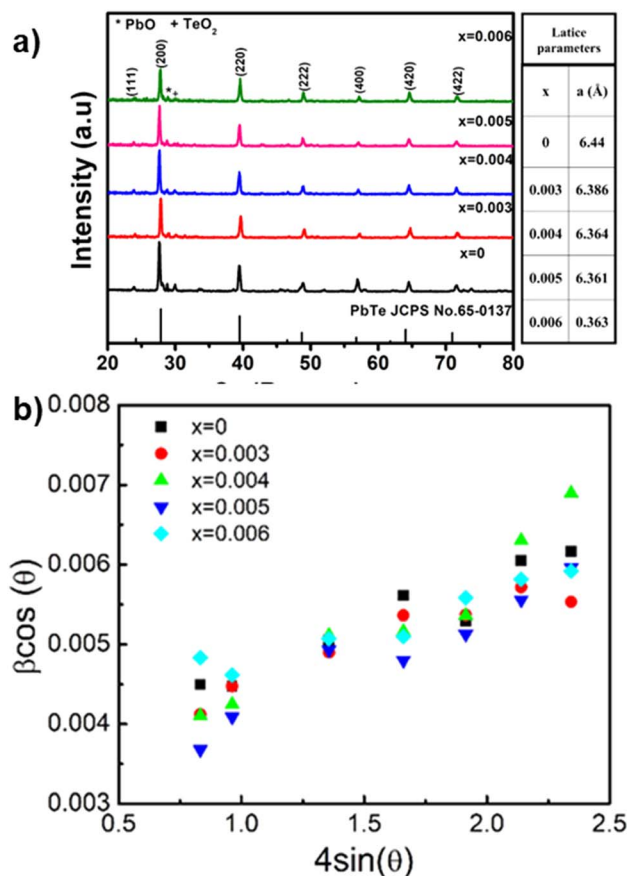 a)
* PbO + TeO2
x=0.006
(111)
(200)
*
+
(220)
(222)
(400)
(420)
(422)
x=0.005
x=0.004
x=0.003
x=0
PbTe JCPS No.65-0137
Intensity (a.u)
20 30 40 50 60 70 80
Latice
parameters
x a (Å)
0 6.44
0.003 6.386
0.004 6.364
0.005 6.361
0.006 0.363
b)
0.008
0.007
0.006
0.005
0.004
0.003
x=0
x=0.003
x=0.004
x=0.005
x=0.006
βcos (θ)
0.5 1.0 1.5 2.0 2.5
4sin(θ)